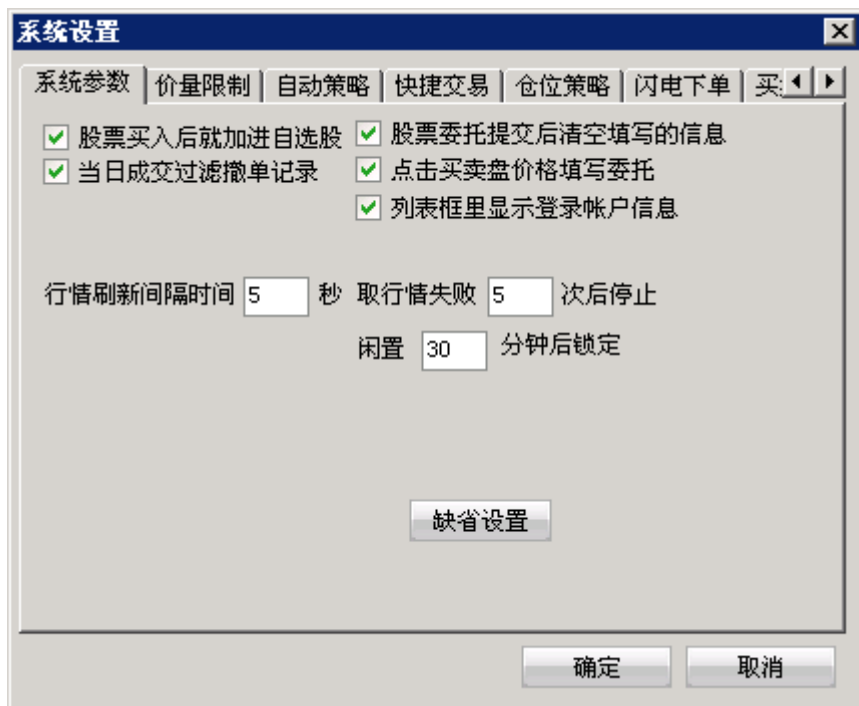 系统设置
系统参数 价量限制 自动策略 快捷交易 仓位策略 闪电下单 买
股票买入后就加进自选股 股票委托提交后清空填写的信息
当日成交过滤撤单记录 点击买卖盘价格填写委托
列表框里显示登录帐户信息
行情刷新间隔时间 5 秒 取行情失败 5 次后停止
闲置 30 分钟后锁定
缺省设置
确定 取消